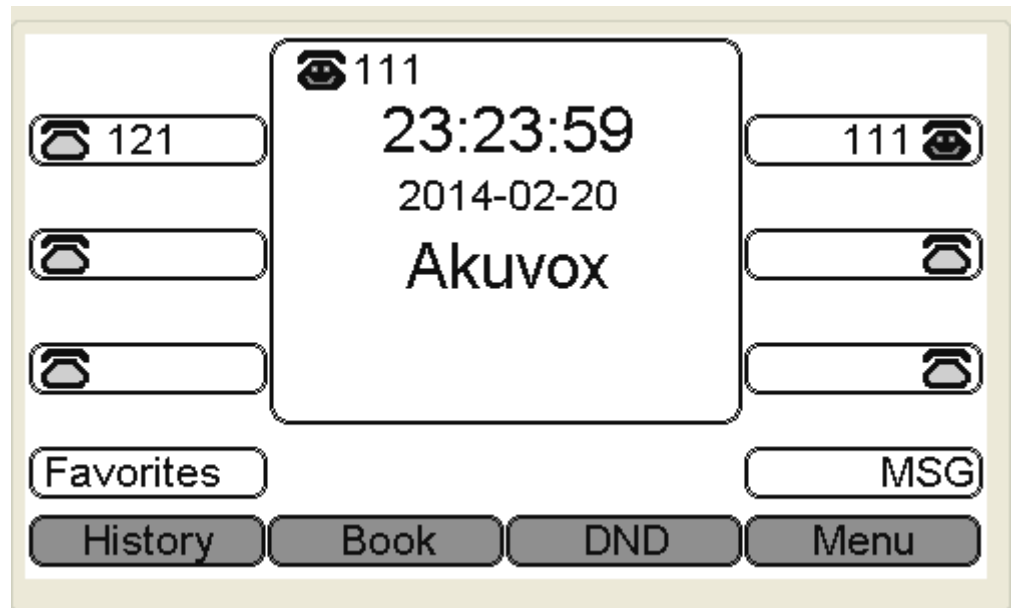 111
23:23:59
2014-02-20
Akuvox
121
111
Favorites
MSG
History
Book
DND
Menu